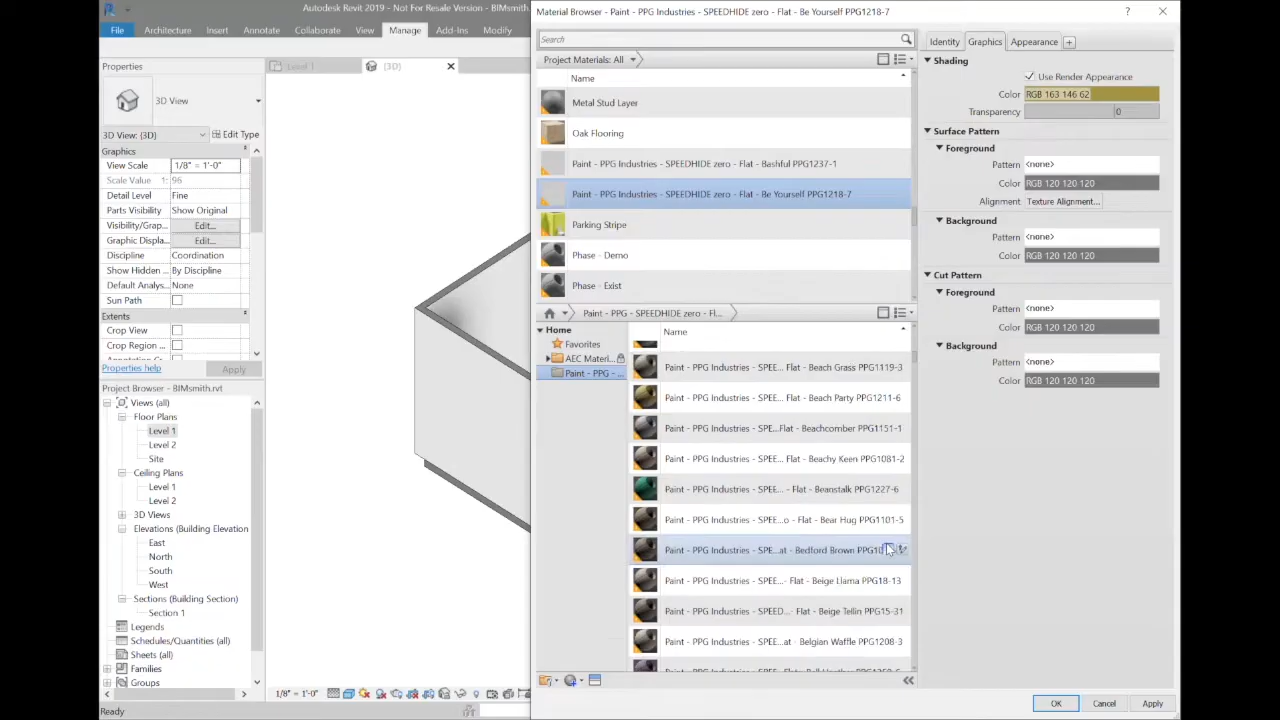 Autodesk Revit 2019 - Not For Resale Version - BIMsmith.
File Architecture Insert Annotate Collaborate View Manage Add-Ins Modify
Properties
3D View
3D View: {3D} Edit Type
Graphics
View Scale 1/8" = 1'-0"
Scale Value 1: 96
Detail Level Fine
Parts Visibility Show Original
Visibility/Grap... Edit...
Graphic Displa... Edit...
Discipline Coordination
Show Hidden ... By Discipline
Default Analys... None
Sun Path
Extents
Crop View
Crop Region ...
Properties help Apply
Project Browser - BIMsmith.rvt
Views (all)
Floor Plans
Level 1
Level 2
Site
Ceiling Plans
Level 1
Level 2
3D Views
Elevations (Building Elevation
East
North
South
West
Sections (Building Section)
Section 1
Legends
Schedules/Quantities (all)
Sheets (all)
Families
Groups
Ready
Level 1 {3D}
1/8" = 1'-0"
Material Browser - Paint - PPG Industries - SPEEDHIDE zero - Flat - Be Yourself PPG1218-7
Search
Project Materials: All
Name
Metal Stud Layer
Oak Flooring
Paint - PPG Industries - SPEEDHIDE zero - Flat - Bashful PPG1237-1
Paint - PPG Industries - SPEEDHIDE zero - Flat - Be Yourself PPG1218-7
Parking Stripe
Phase - Demo
Phase - Exist
Paint - PPG - SPEEDHIDE zero - Fl...
Home
Favorites
AEC Materi...
Paint - PPG - ...
Name
Paint - PPG Industries - SPE... Flat - Beach Grass PPG1119-3
Paint - PPG Industries - SPEE... Flat - Beach Party PPG1211-6
Paint - PPG Industries - SPE...Flat - Beachcomber PPG1151-1
Paint - PPG Industries - SPEE... Flat - Beachy Keen PPG1081-2
Paint - PPG Industries - SPEE... - Flat - Beanstalk PPG1227-6
Paint - PPG Industries - SPEE...o - Flat - Bear Hug PPG1101-5
Paint - PPG Industries - SPE...at - Bedford Brown
Paint - PPG Industries - SPEE... - Flat - Beige Llama PPG18-13
Paint - PPG Industries - SPEED...- Flat - Beige Tellin PPG15-31
Paint - PPG Industries - SPE...at - Belgian Waffle PPG1208-3
Identity Graphics Appearance
Shading
Use Render Appearance
Color RGB 163 146 62
Transparency 0
Surface Pattern
Foreground
Pattern <none>
Color RGB 120 120 120
Alignment Texture Alignment...
Background
Pattern <none>
Color RGB 120 120 120
Cut Pattern
Foreground
Pattern <none>
Color RGB 120 120 120
Background
Pattern <none>
Color RGB 120 120 120
OK Cancel Apply